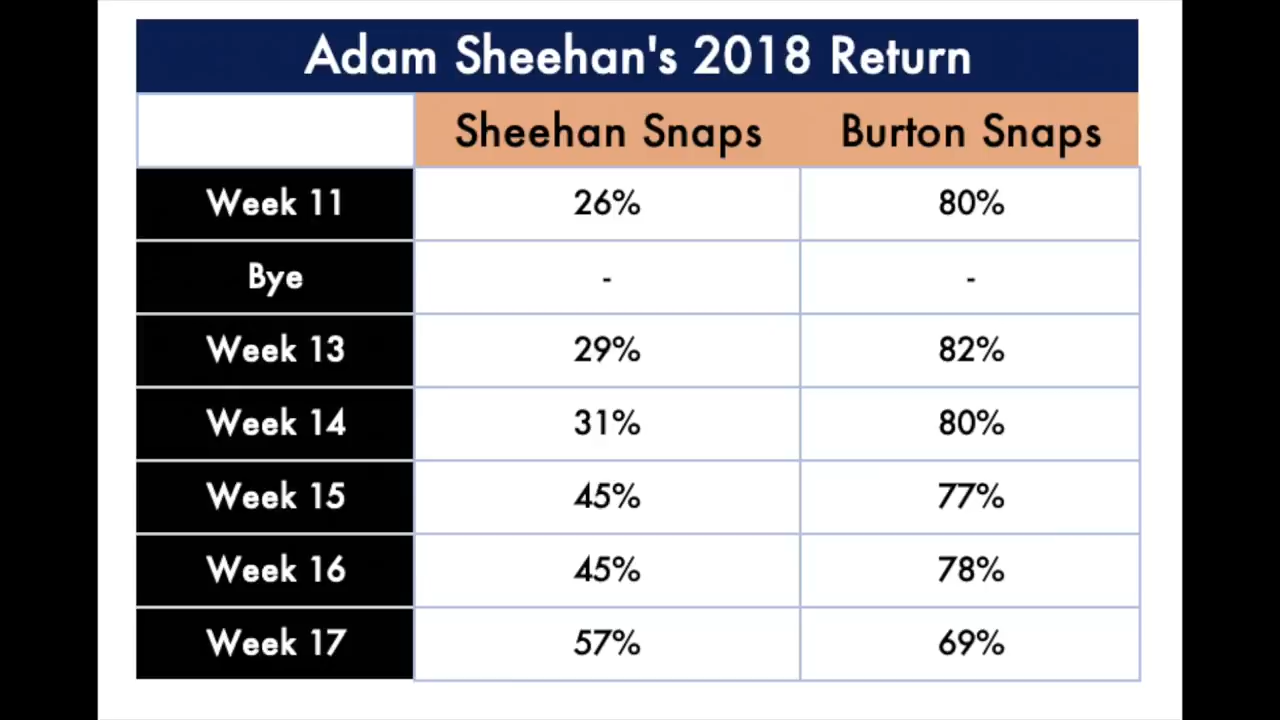 Adam Sheehan's 2018 Return
Sheehan Snaps Burton Snaps
Week 11 26% 80%
Bye - -
Week 13 29% 82%
Week 14 31% 80%
Week 15 45% 77%
Week 16 45% 78%
Week 17 57% 69%